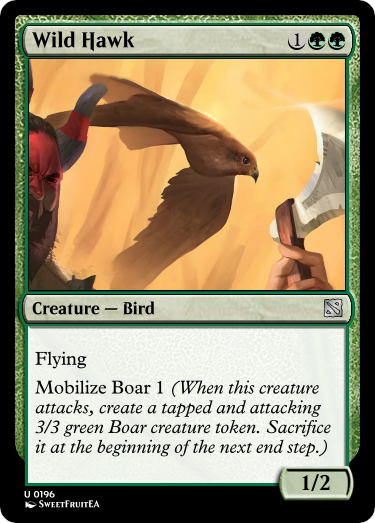 Wild Hawk 1
Creature — Bird
Flying
Mobilize Boar 1 (When this creature
attacks, create a tapped and attacking
3/3 green Boar creature token. Sacrifice
it at the beginning of the next end step.)
1/2
U 0196
SweetFruitEA